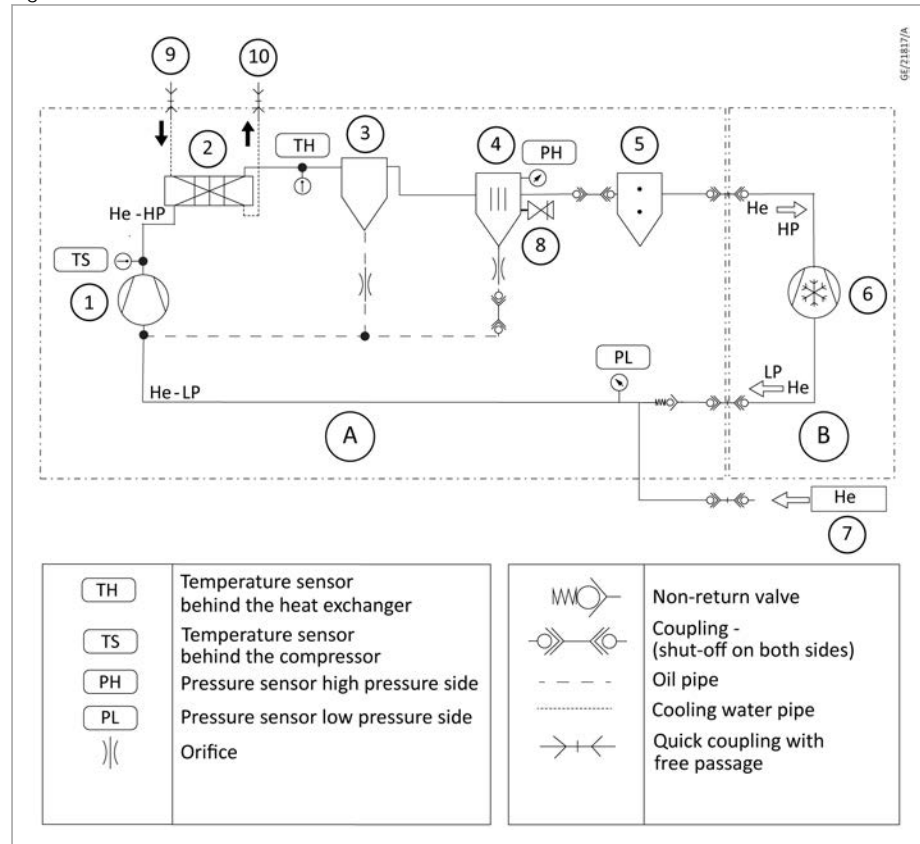 GE/21817/A
9
10
2
TH
3
4
PH
5
He - HP
He
HP
TS
8
1
6
PL
LP
He
He - LP
A
B
He
7
TH
Temperature sensor
behind the heat exchanger
TS
Temperature sensor
behind the compressor
PH
Pressure sensor high pressure side
PL
Pressure sensor low pressure side
Orifice
Non-return valve
Coupling -
(shut-off on both sides)
Oil pipe
Cooling water pipe
Quick coupling with
free passage